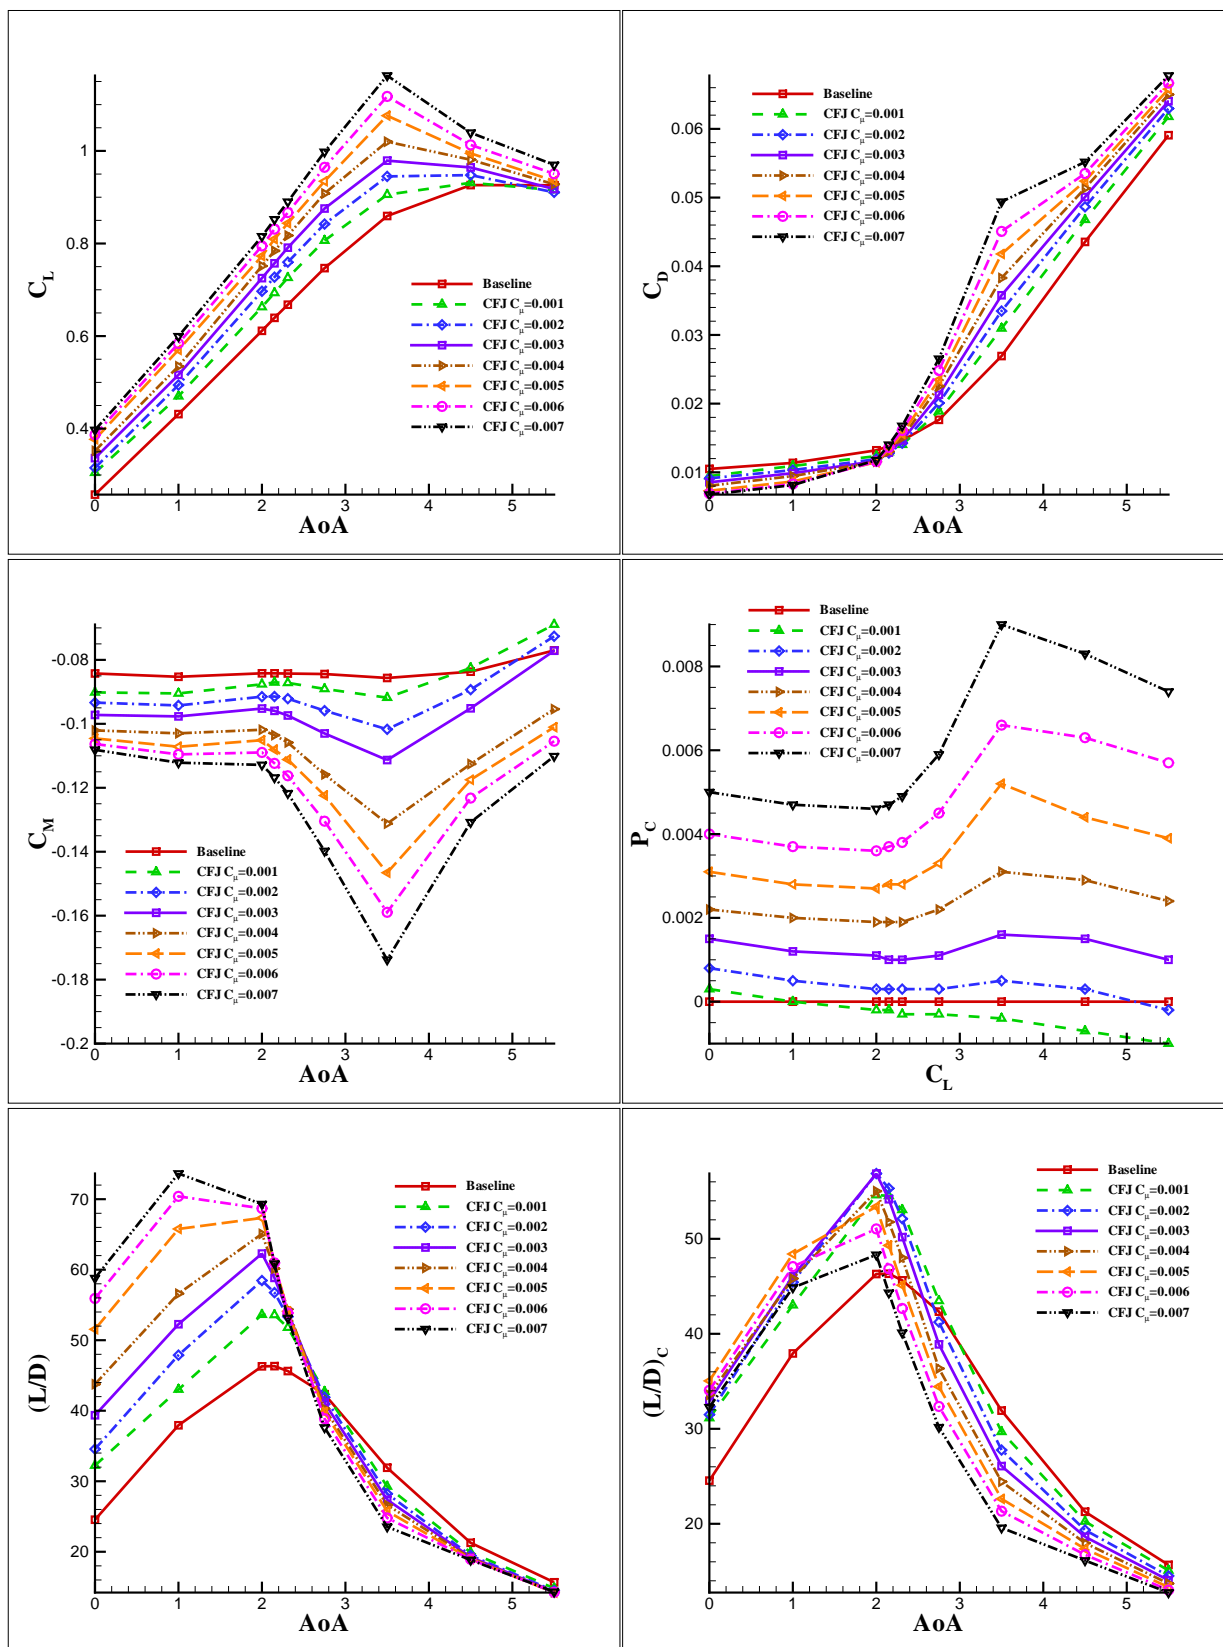 C_L
1
0.8
0.6
0.4
0 1 2 3 4 5
AoA
Baseline
CFJ C_μ=0.001
CFJ C_μ=0.002
CFJ C_μ=0.003
CFJ C_μ=0.004
CFJ C_μ=0.005
CFJ C_μ=0.006
CFJ C_μ=0.007
C_D
0.06
0.05
0.04
0.03
0.02
0.01
0 1 2 3 4 5
AoA
Baseline
CFJ C_μ=0.001
CFJ C_μ=0.002
CFJ C_μ=0.003
CFJ C_μ=0.004
CFJ C_μ=0.005
CFJ C_μ=0.006
CFJ C_μ=0.007
C_M
-0.08
-0.1
-0.12
-0.14
-0.16
-0.18
-0.2
0 1 2 3 4 5
AoA
Baseline
CFJ C_μ=0.001
CFJ C_μ=0.002
CFJ C_μ=0.003
CFJ C_μ=0.004
CFJ C_μ=0.005
CFJ C_μ=0.006
CFJ C_μ=0.007
P_C
0.008
0.006
0.004
0.002
0
0 1 2 3 4 5
C_L
Baseline
CFJ C_μ=0.001
CFJ C_μ=0.002
CFJ C_μ=0.003
CFJ C_μ=0.004
CFJ C_μ=0.005
CFJ C_μ=0.006
CFJ C_μ=0.007
(L/D)
70
60
50
40
30
20
0 1 2 3 4 5
AoA
Baseline
CFJ C_μ=0.001
CFJ C_μ=0.002
CFJ C_μ=0.003
CFJ C_μ=0.004
CFJ C_μ=0.005
CFJ C_μ=0.006
CFJ C_μ=0.007
(L/D)_C
50
40
30
20
0 1 2 3 4 5
AoA
Baseline
CFJ C_μ=0.001
CFJ C_μ=0.002
CFJ C_μ=0.003
CFJ C_μ=0.004
CFJ C_μ=0.005
CFJ C_μ=0.006
CFJ C_μ=0.007